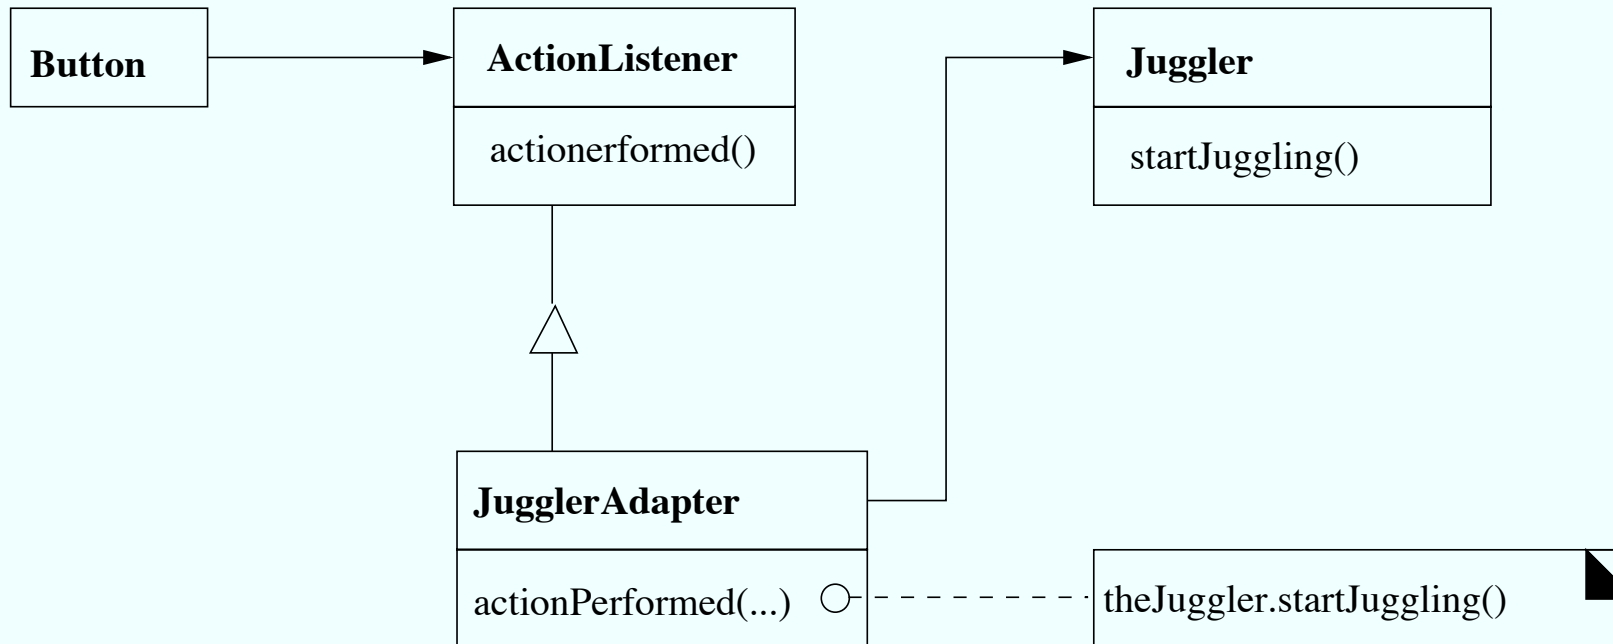 Button
ActionListener
actionerformed()
Juggler
startJuggling()
JugglerAdapter
actionPerformed(...)
theJuggler.startJuggling()